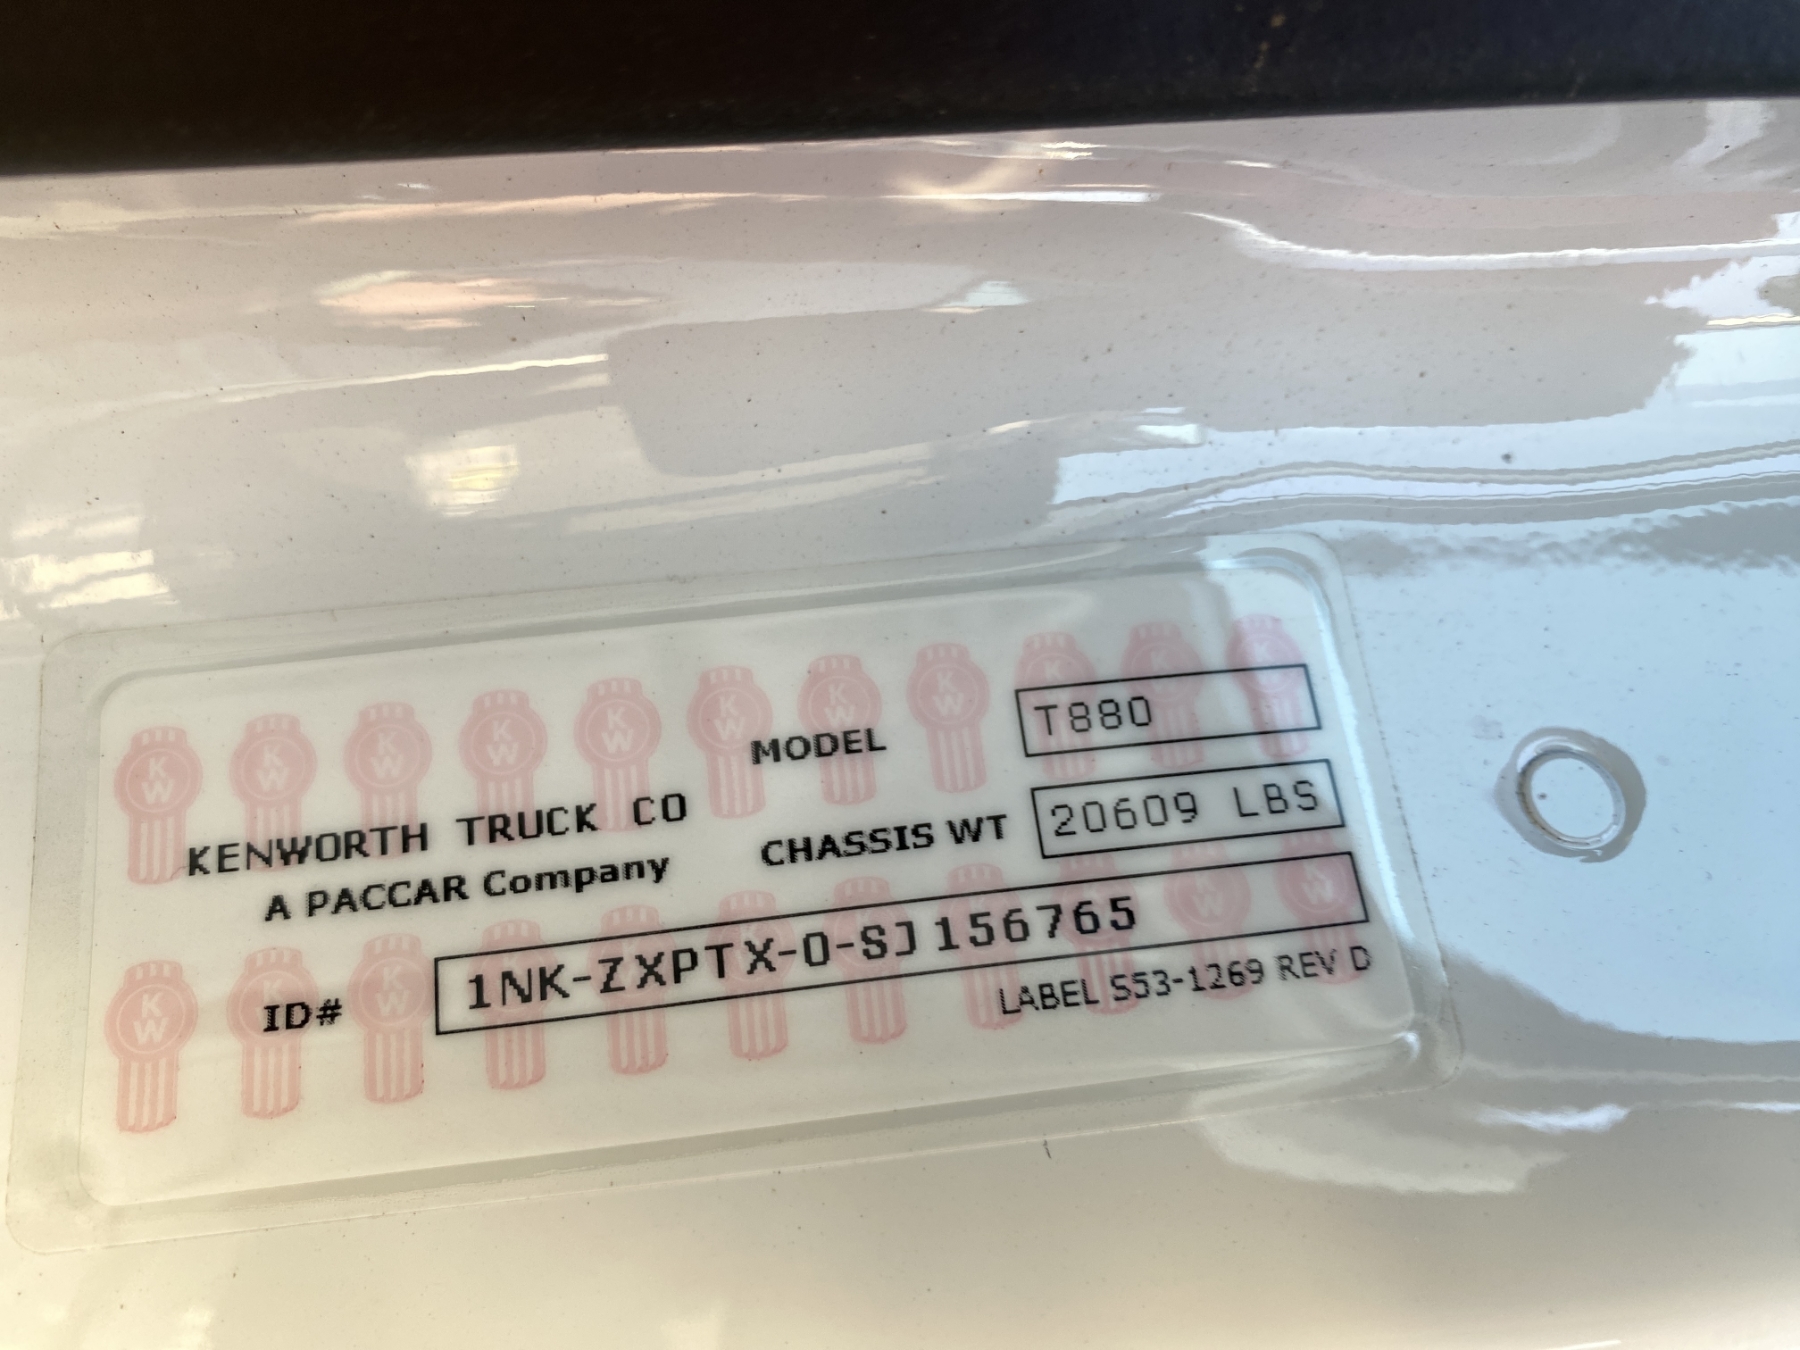 MODEL T880
KENWORTH TRUCK CO
CHASSIS WT 20609 LBS
A PACCAR Company
ID# 1NK-ZXPTX-0-SJ156765
LABEL S53-1269 REV D